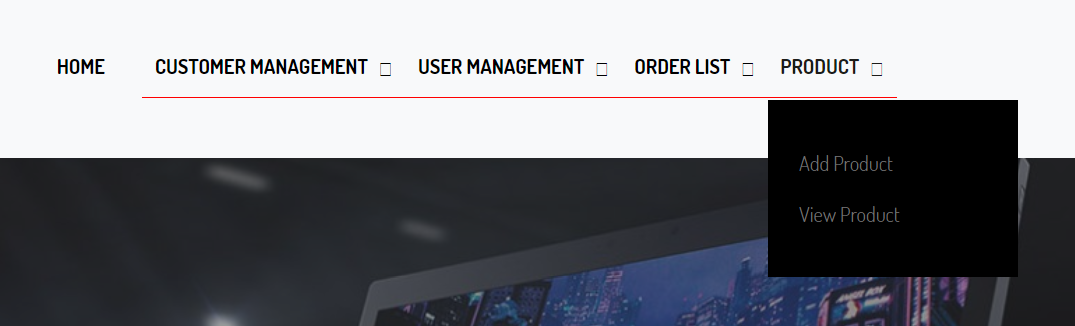 HOME CUSTOMER MANAGEMENT USER MANAGEMENT ORDER LIST PRODUCT
Add Product
View Product